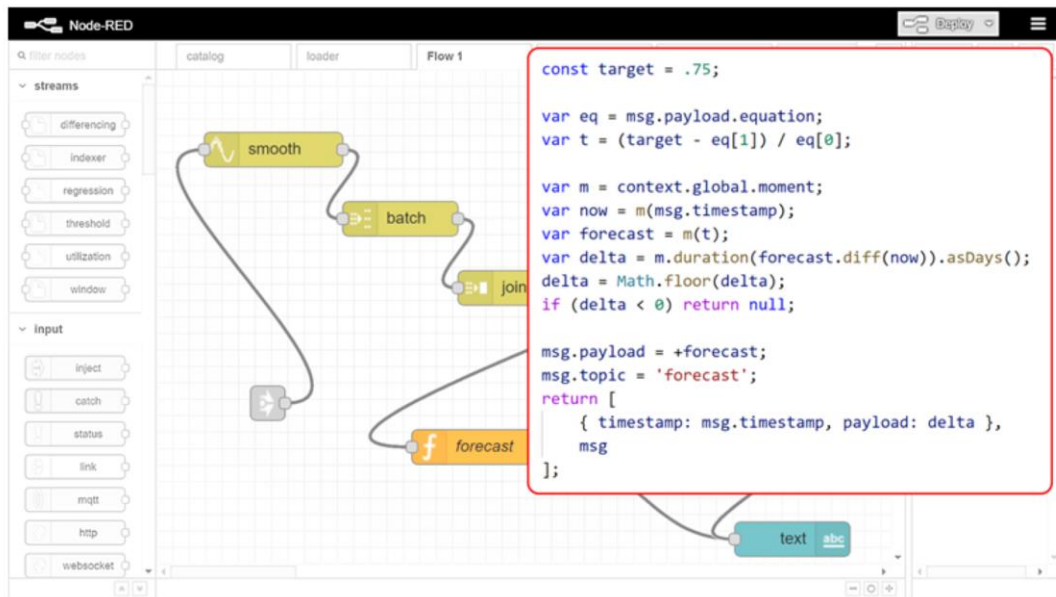 Node-RED
Deploy
filter nodes
catalog
loader
Flow 1
streams
differencing
indexer
regression
threshold
utilization
window
input
inject
catch
status
link
mqtt
http
websocket
smooth
batch
join
forecast
text
abc
const target = .75;
var eq = msg.payload.equation;
var t = (target - eq[1]) / eq[0];
var m = context.global.moment;
var now = m(msg.timestamp);
var forecast = m(t);
var delta = m.duration(forecast.diff(now)).asDays();
delta = Math.floor(delta);
if (delta < 0) return null;
msg.payload = +forecast;
msg.topic = 'forecast';
return [
{ timestamp: msg.timestamp, payload: delta },
msg
];